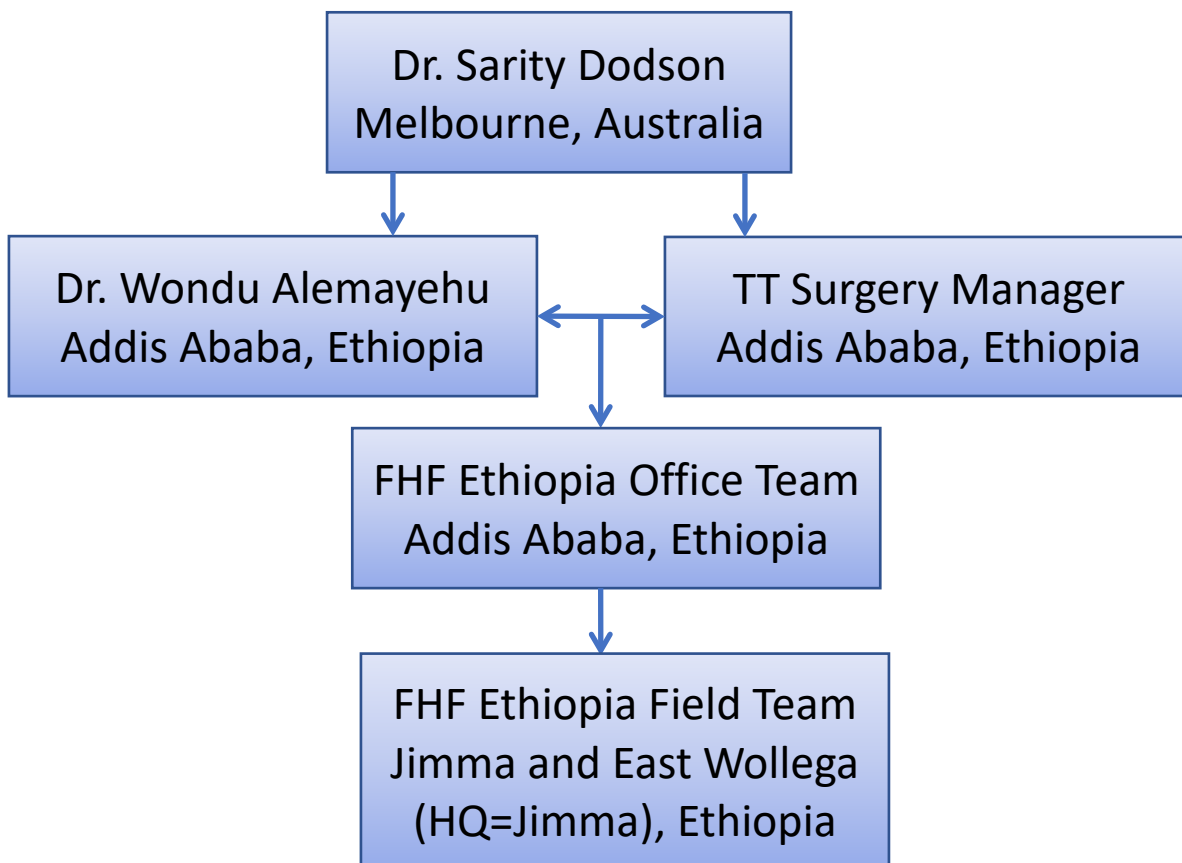 Dr. Sarity Dodson
Melbourne, Australia
Dr. Wondu Alemayehu
Addis Ababa, Ethiopia
TT Surgery Manager
Addis Ababa, Ethiopia
FHF Ethiopia Office Team
Addis Ababa, Ethiopia
FHF Ethiopia Field Team
Jimma and East Wollega
(HQ=Jimma), Ethiopia